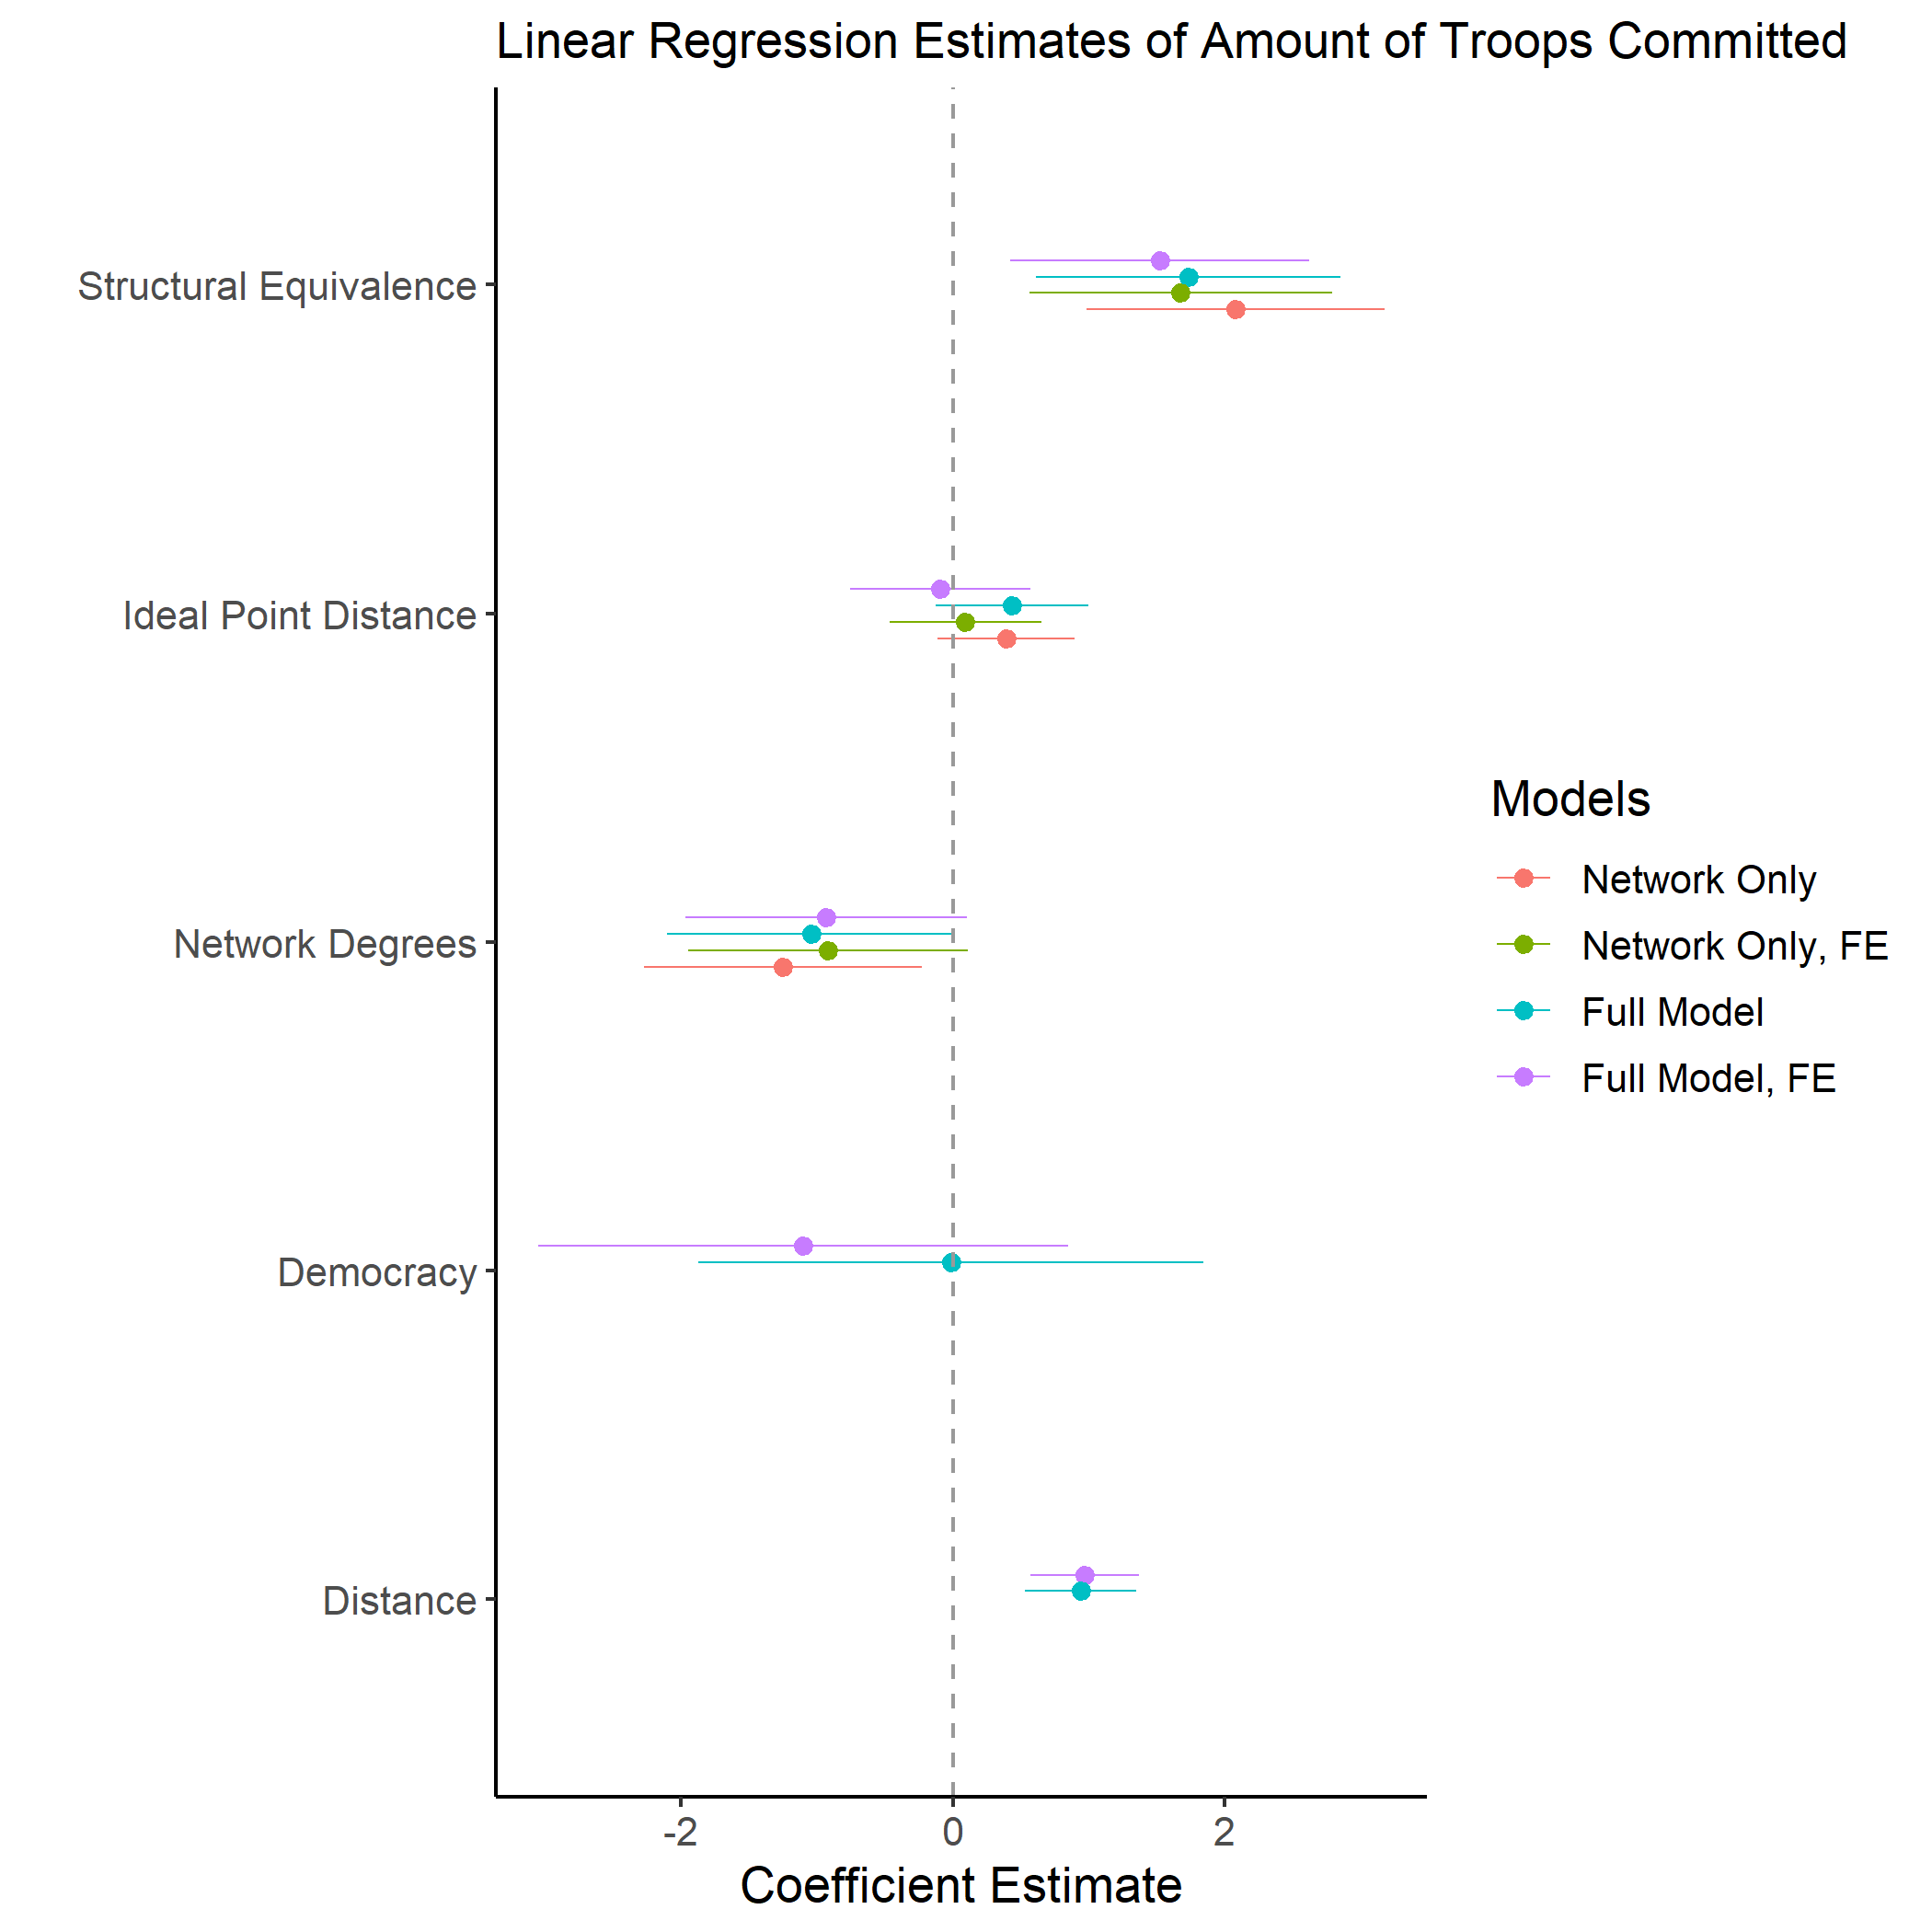 Linear Regression Estimates of Amount of Troops Committed
Structural Equivalence
Ideal Point Distance
Network Degrees
Democracy
Distance
-2
0
2
Coefficient Estimate
Models
Network Only
Network Only, FE
Full Model
Full Model, FE